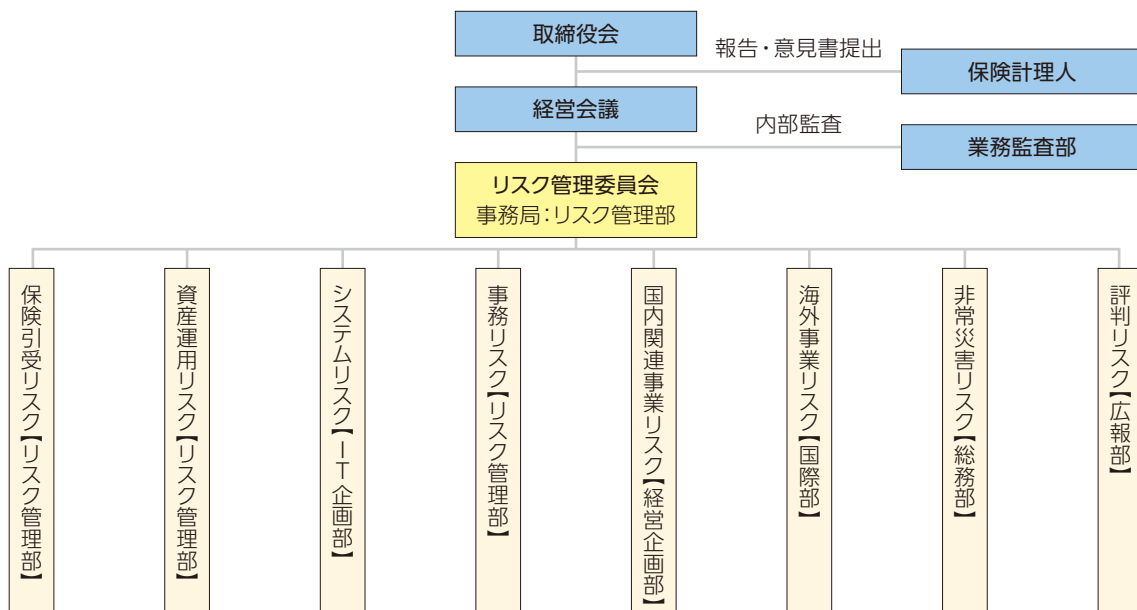 取締役会
報告・意見書提出
保険計理人
経営会議
内部監査
業務監査部
リスク管理委員会
事務局：リスク管理部
保険引受リスク【リスク管理部】
資産運用リスク【リスク管理部】
システムリスク【IT企画部】
事務リスク【リスク管理部】
国内関連事業リスク【経営企画部】
海外事業リスク【国際部】
非常災害リスク【総務部】
評判リスク【広報部】